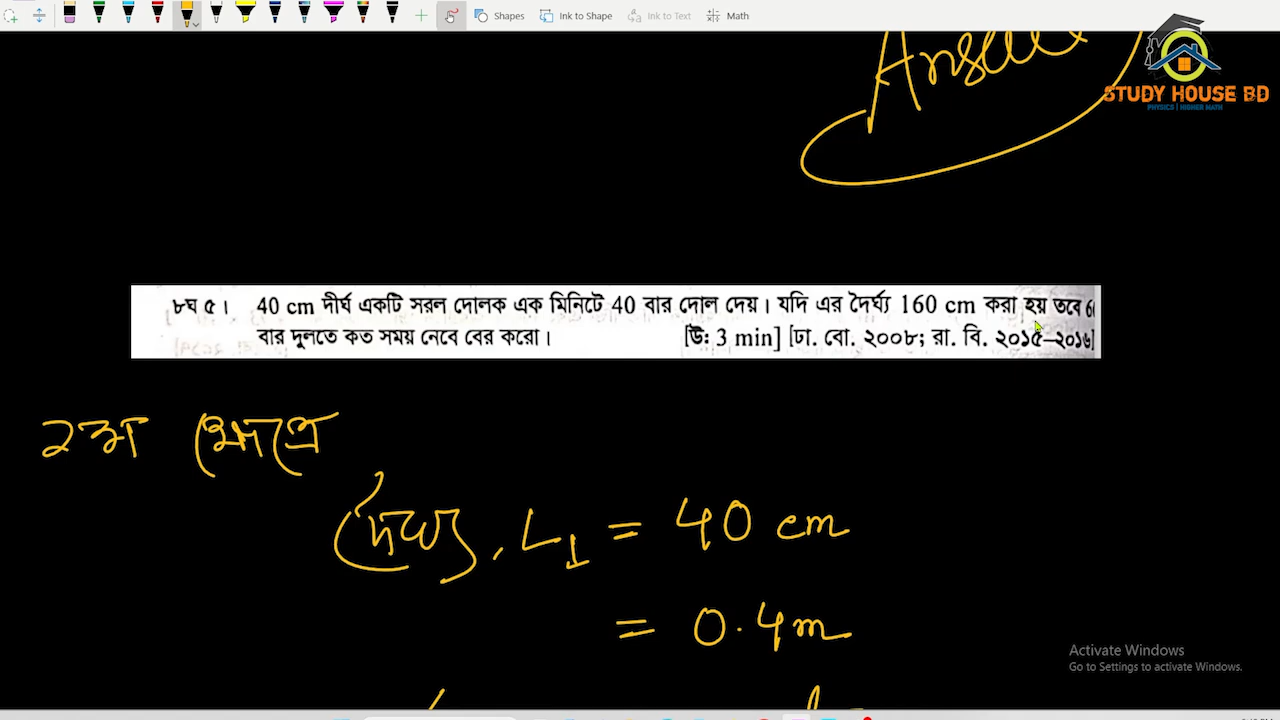 Shapes Ink to Shape Ink to Text Math
STUDY HOUSE BD
PHYSICS | HIGHER MATH
৮ঘ ৫। 40 cm দীর্ঘ একটি সরল দোলক এক মিনিটে 40 বার দোল দেয়। যদি এর দৈর্ঘ্য 160 cm করা হয় তবে
বার দুলতে কত সময় নেবে বের করো। [উ: 3 min] [ঢা. বো. ২০০৮; রা. বি. ২০১৫–২০১৬]
১ম ক্ষেত্রে
দৈর্ঘ্য, L₁ = 40 cm
= 0.4 m
Activate Windows
Go to Settings to activate Windows.